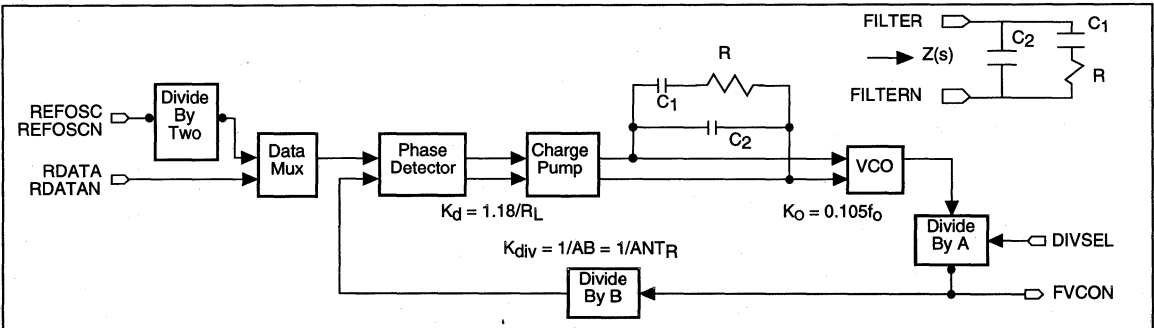 FILTER
C1
C2
Z(s)
R
FILTERN
R
C1
C2
REFOSC
REFOSCN
Divide
By
Two
RDATA
RDATAN
Data
Mux
Phase
Detector
Charge
Pump
VCO
Kd = 1.18/RL
KO = 0.105fo
Divide
By A
DIVSEL
Kdiv = 1/AB = 1/ANTR
Divide
By B
FVCON